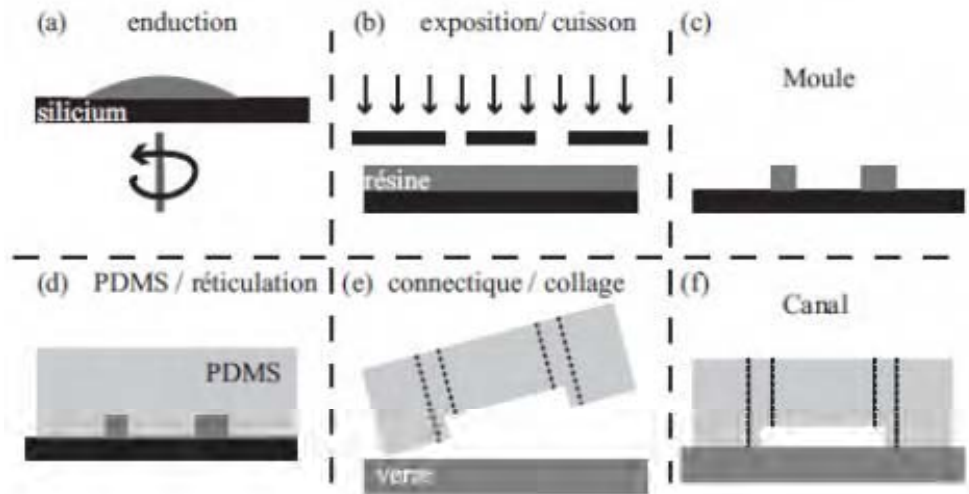 (a) enduction
silicium
(b) exposition/ cuisson
résine
(c)
Moule
(d) PDMS / réticulation
PDMS
(e) connectique / collage
verre
(f)
Canal